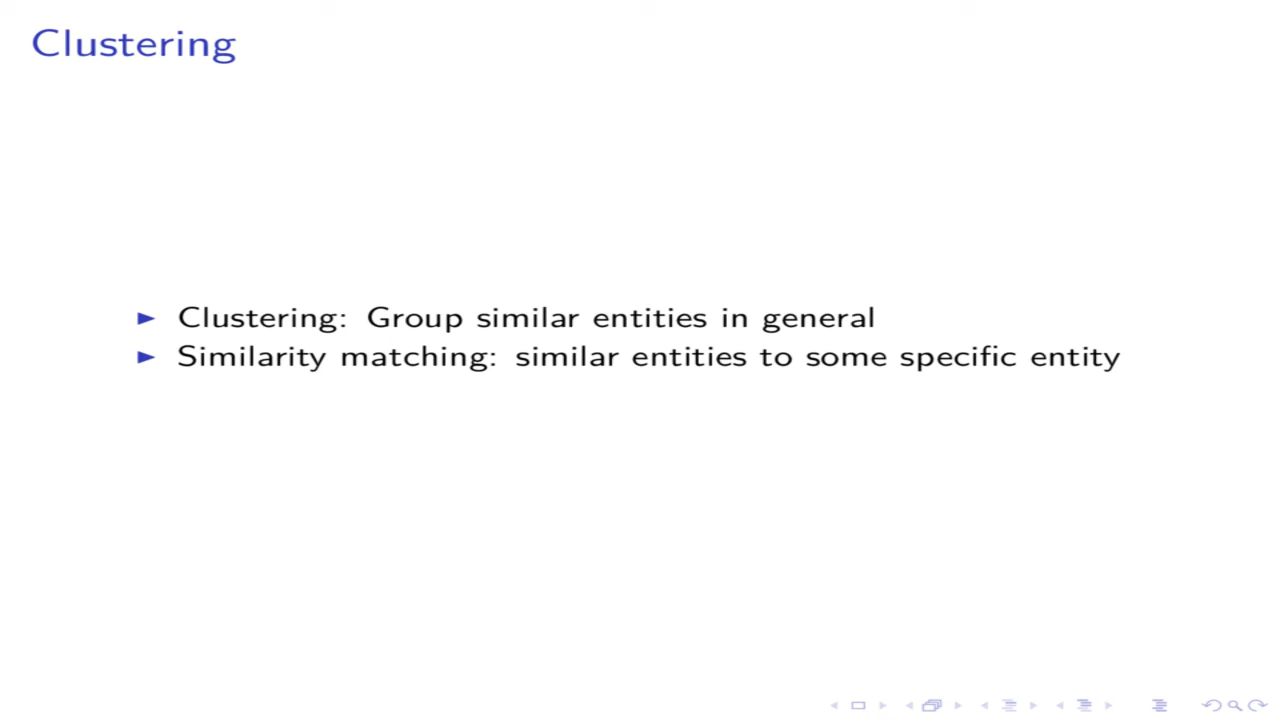 Clustering
Clustering: Group similar entities in general
Similarity matching: similar entities to some specific entity